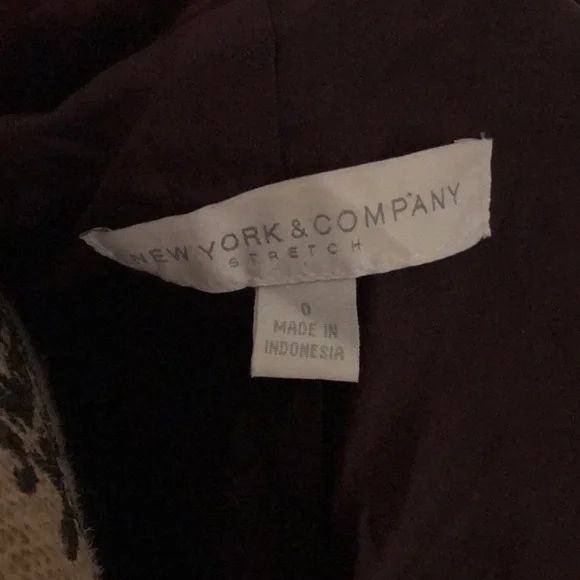 NEW YORK & COMPANY
STRETCH
0
MADE IN
INDONESIA